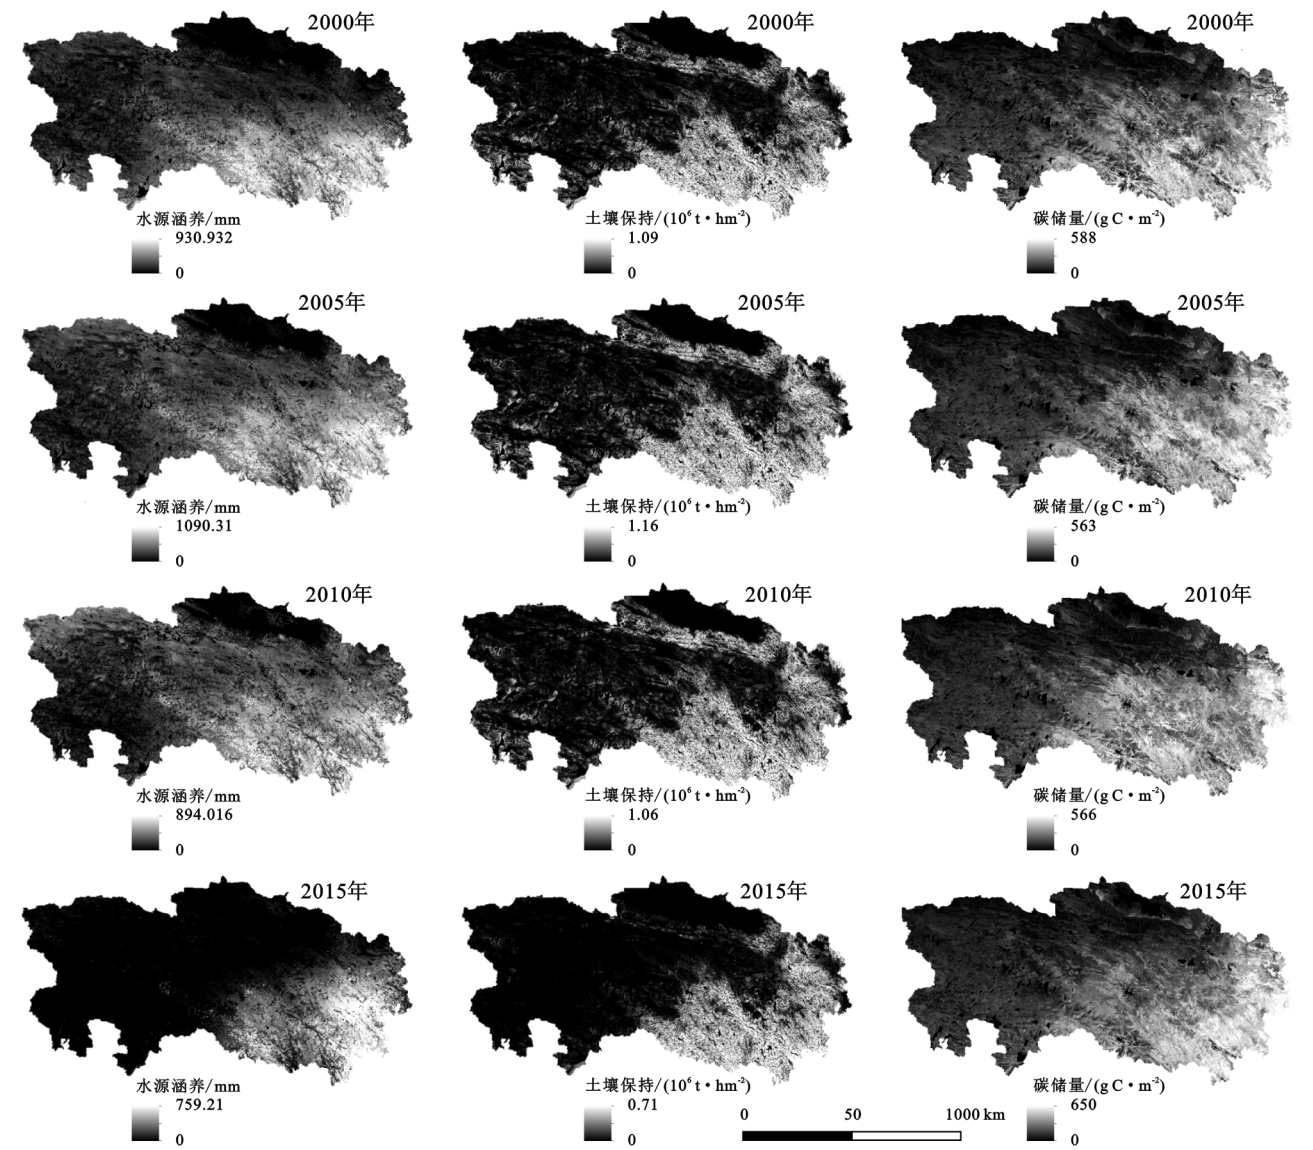 2000年
2000年
2000年
水源涵养/mm
930.932
0
土壤保持/(10⁶ t·hm⁻²)
1.09
0
碳储量/(g C·m⁻²)
588
0
2005年
2005年
2005年
水源涵养/mm
1090.31
0
土壤保持/(10⁶ t·hm⁻²)
1.16
0
碳储量/(g C·m⁻²)
563
0
2010年
2010年
2010年
水源涵养/mm
894.016
0
土壤保持/(10⁶ t·hm⁻²)
1.06
0
碳储量/(g C·m⁻²)
566
0
2015年
2015年
2015年
水源涵养/mm
759.21
0
土壤保持/(10⁶ t·hm⁻²)
0.71
0
碳储量/(g C·m⁻²)
650
0
0 50 1000 km